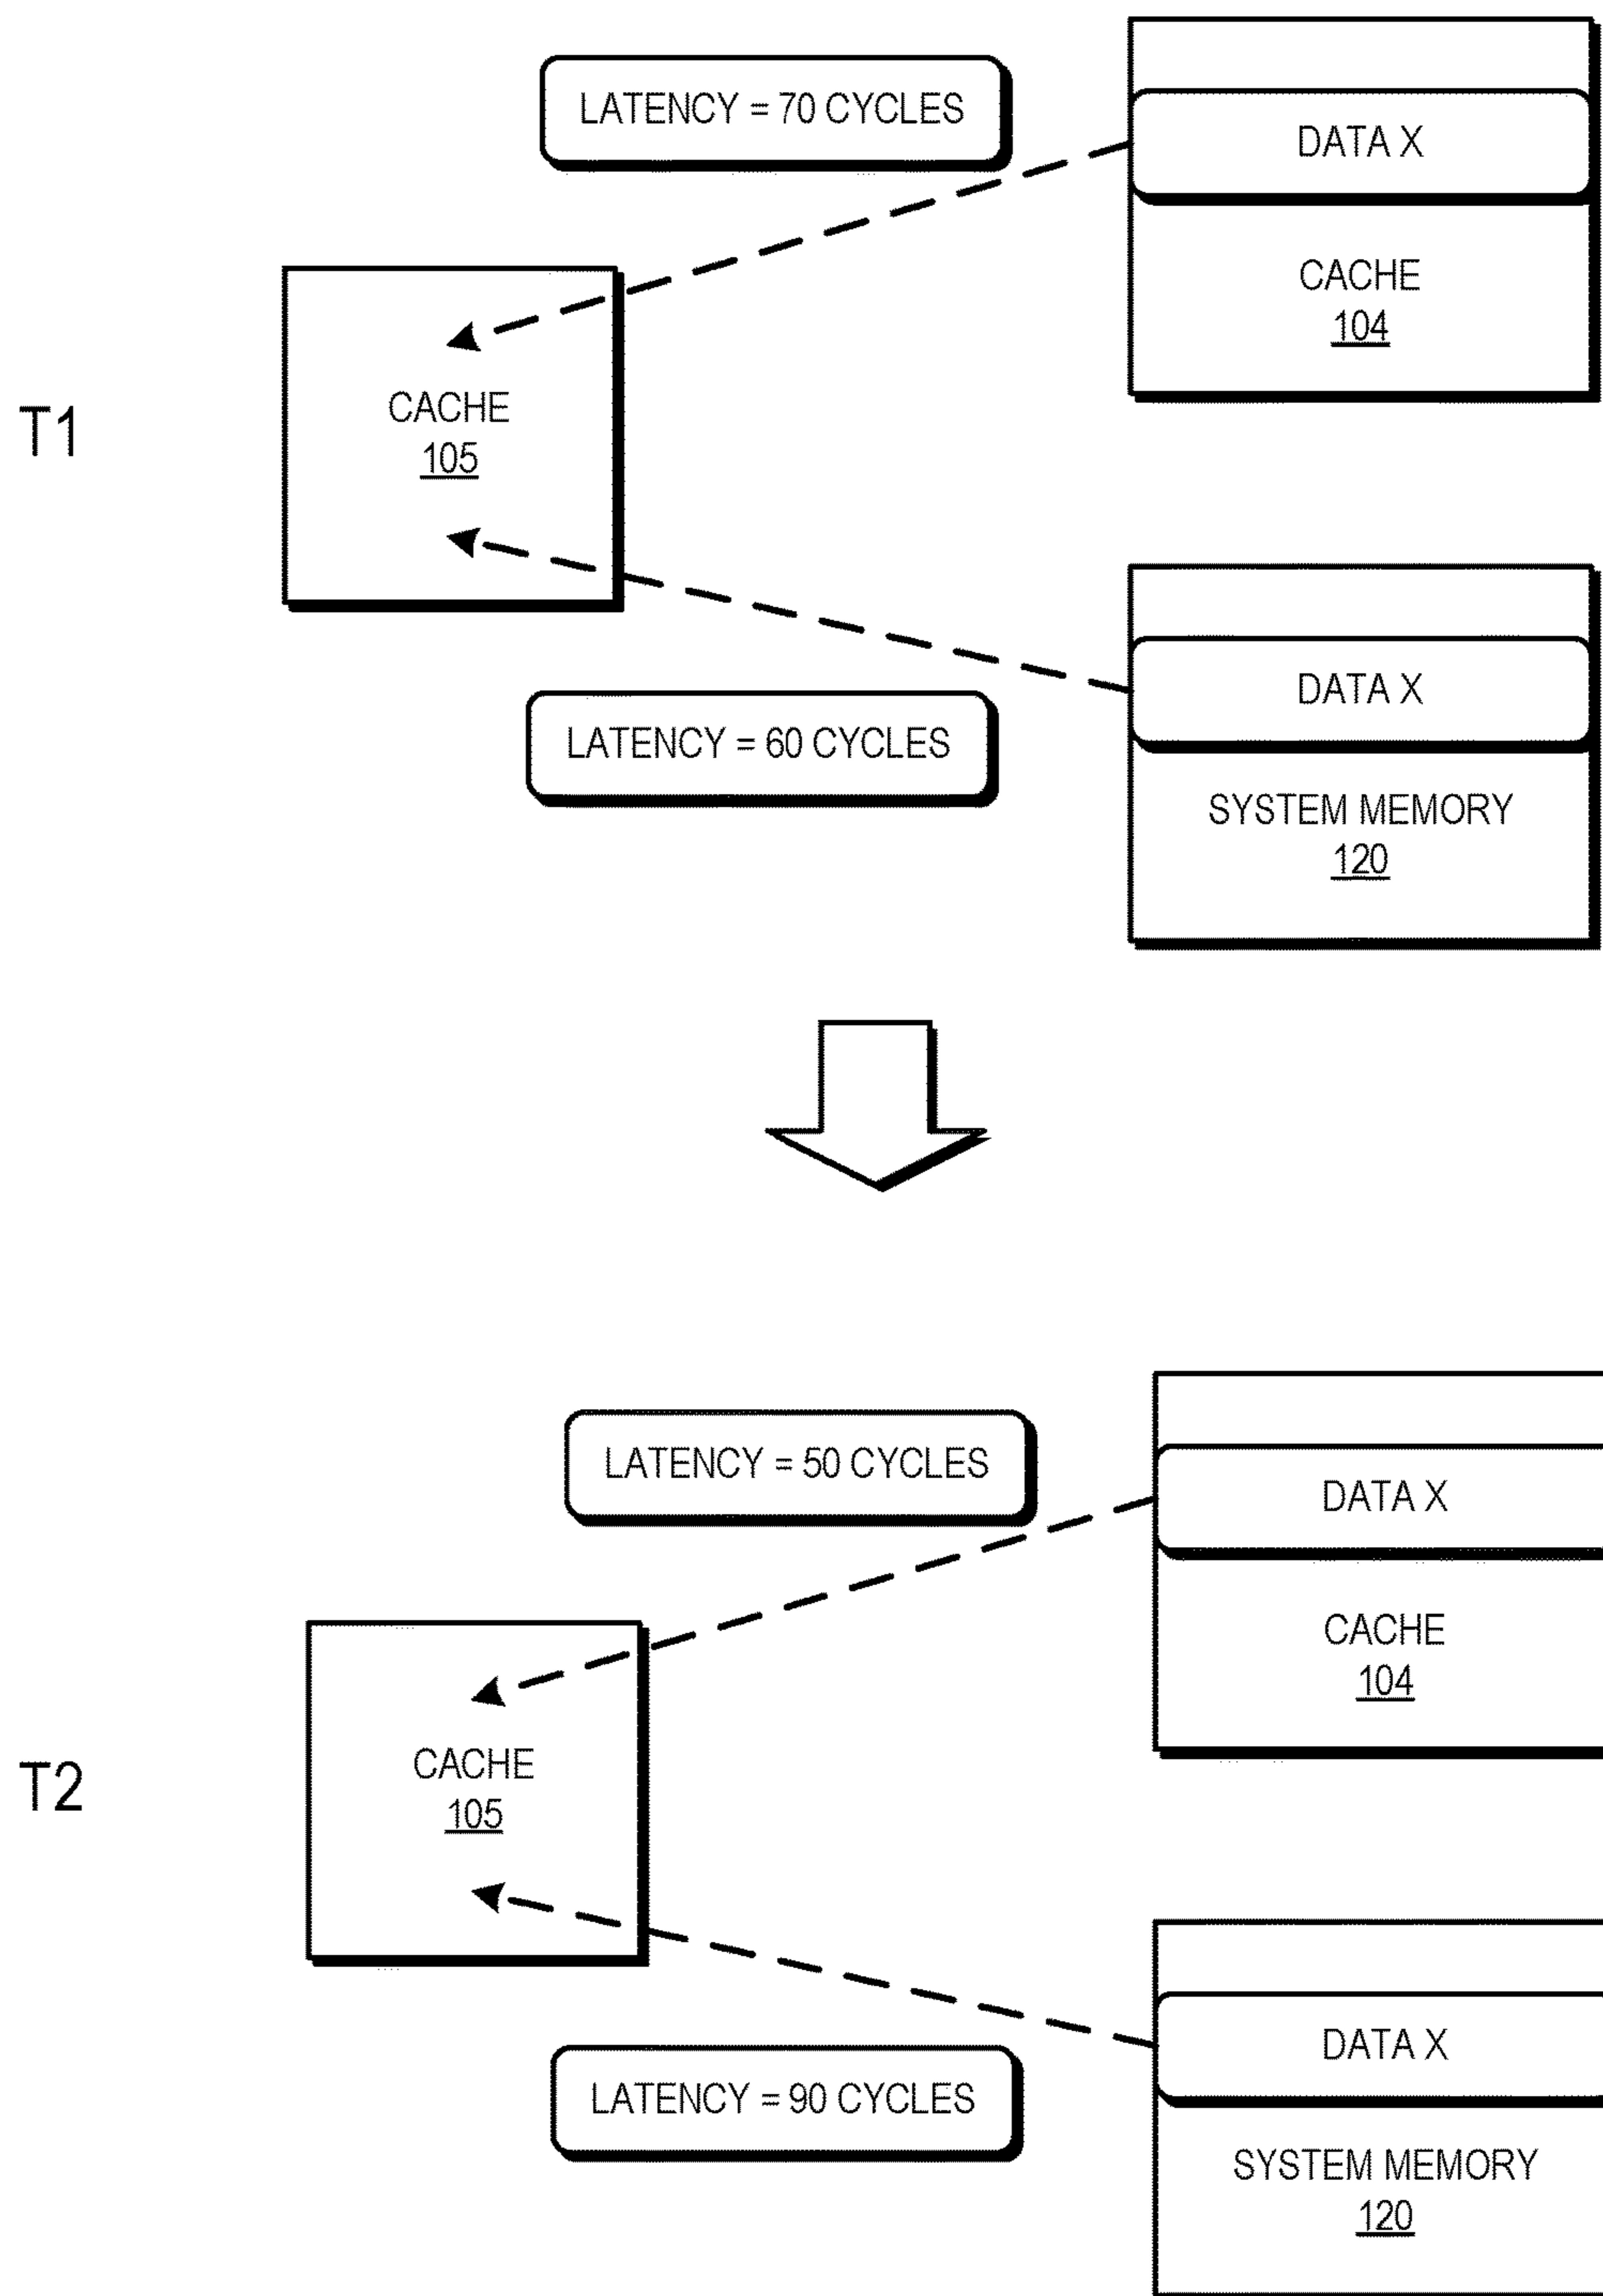 LATENCY = 70 CYCLES
DATA X
CACHE
104
T1
CACHE
105
DATA X
LATENCY = 60 CYCLES
SYSTEM MEMORY
120
LATENCY = 50 CYCLES
DATA X
CACHE
104
T2
CACHE
105
DATA X
LATENCY = 90 CYCLES
SYSTEM MEMORY
120